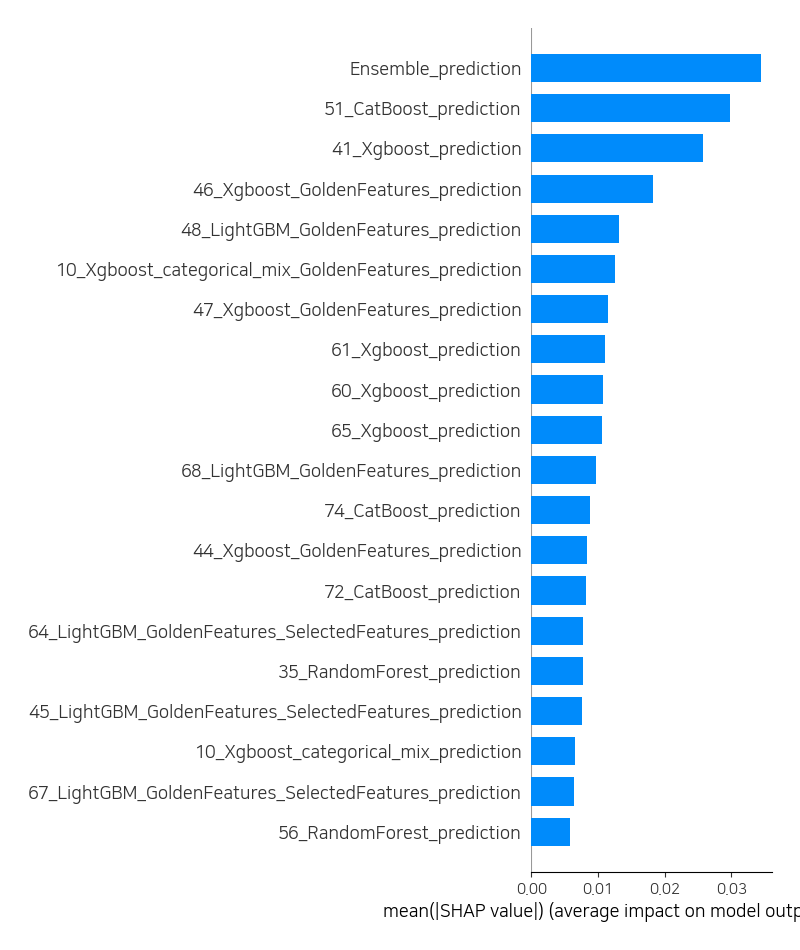 Ensemble_prediction
51_CatBoost_prediction
41_Xgboost_prediction
46_Xgboost_GoldenFeatures_prediction
48_LightGBM_GoldenFeatures_prediction
10_Xgboost_categorical_mix_GoldenFeatures_prediction
47_Xgboost_GoldenFeatures_prediction
61_Xgboost_prediction
60_Xgboost_prediction
65_Xgboost_prediction
68_LightGBM_GoldenFeatures_prediction
74_CatBoost_prediction
44_Xgboost_GoldenFeatures_prediction
72_CatBoost_prediction
64_LightGBM_GoldenFeatures_SelectedFeatures_prediction
35_RandomForest_prediction
45_LightGBM_GoldenFeatures_SelectedFeatures_prediction
10_Xgboost_categorical_mix_prediction
67_LightGBM_GoldenFeatures_SelectedFeatures_prediction
56_RandomForest_prediction
0.00 0.01 0.02 0.03
mean(|SHAP value|) (average impact on model outp